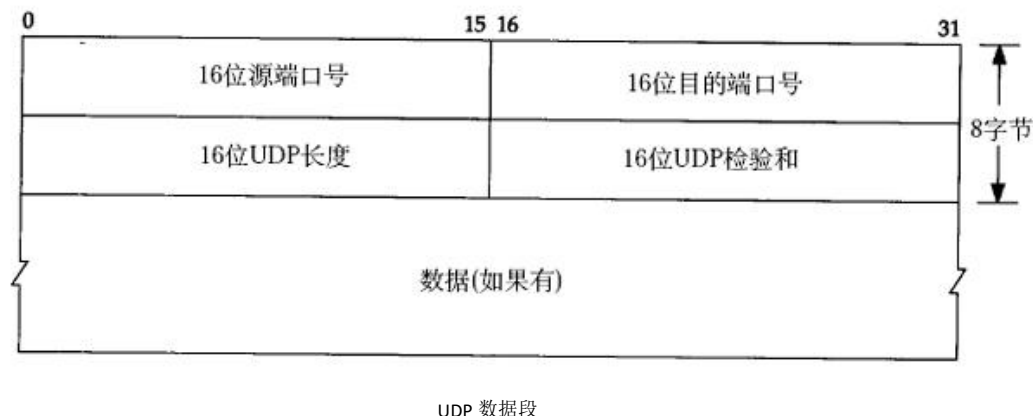 0 15 16 31
16位源端口号 16位目的端口号
8字节
16位UDP长度 16位UDP检验和
数据(如果有)
UDP 数据段